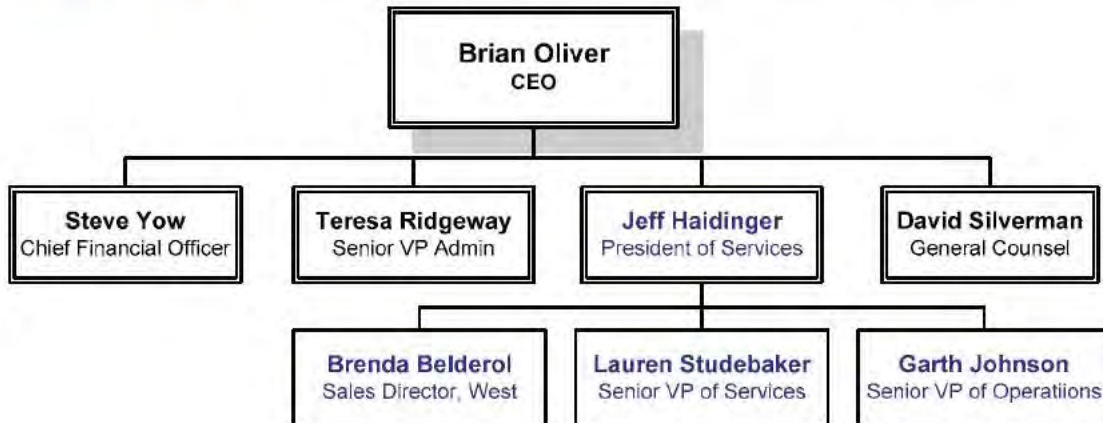 Brian Oliver
CEO
Steve Yow
Chief Financial Officer
Teresa Ridgeway
Senior VP Admin
Jeff Haidinger
President of Services
David Silverman
General Counsel
Brenda Belderol
Sales Director, West
Lauren Studebaker
Senior VP of Services
Garth Johnson
Senior VP of Operatiions